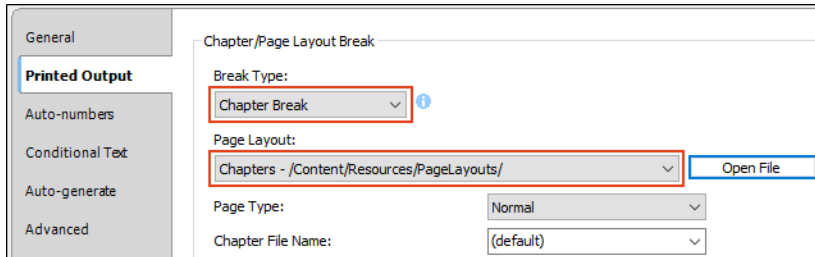 General
Printed Output
Auto-numbers
Conditional Text
Auto-generate
Advanced
Chapter/Page Layout Break
Break Type:
Chapter Break
Page Layout:
Chapters - /Content/Resources/PageLayouts/
Open File
Page Type:
Normal
Chapter File Name:
(default)